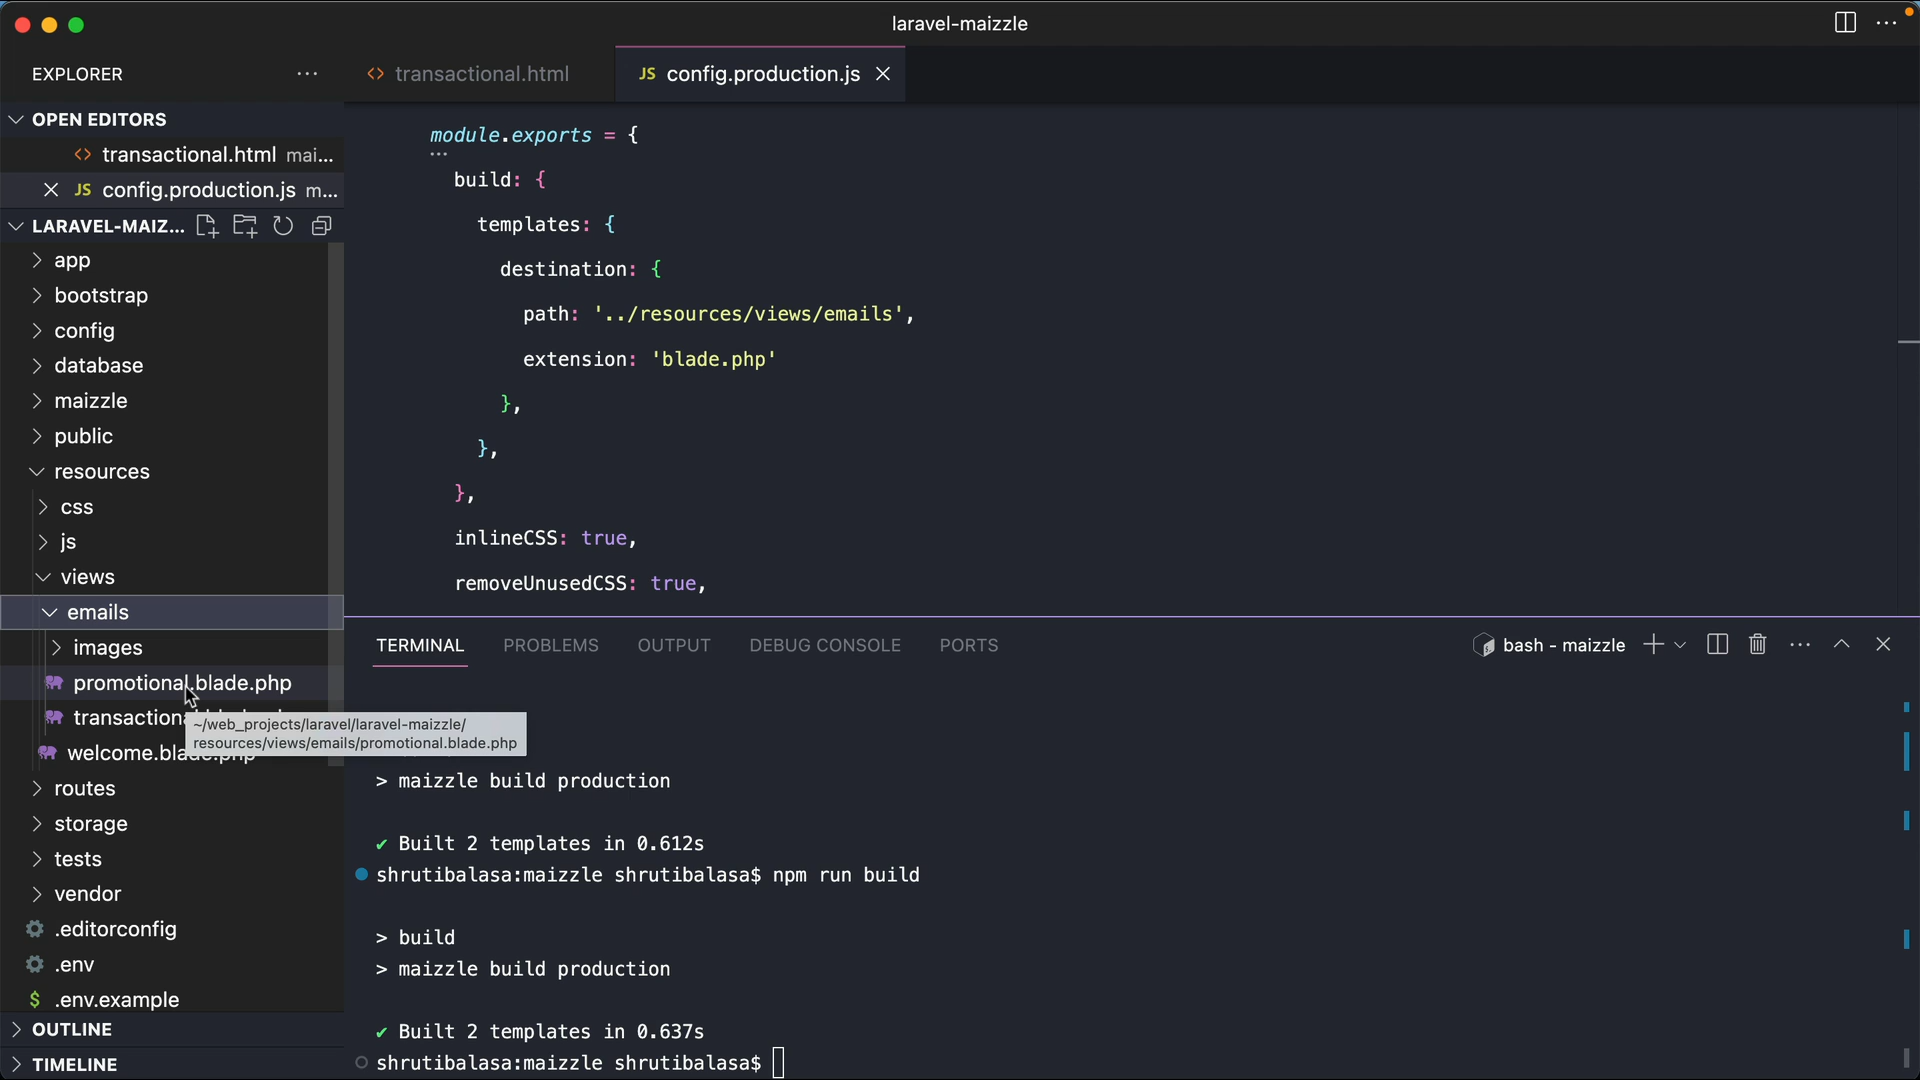 laravel-maizzle
EXPLORER
transactional.html
JS config.production.js
OPEN EDITORS
transactional.html mai...
JS config.production.js m...
LARAVEL-MAIZ...
app
bootstrap
config
database
maizzle
public
resources
css
js
views
emails
images
promotional.blade.php
transactional
~/web_projects/laravel/laravel-maizzle/
resources/views/emails/promotional.blade.php
welcome.blade.php
routes
storage
tests
vendor
.editorconfig
.env
$ .env.example
OUTLINE
TIMELINE
module.exports = {
...
build: {
templates: {
destination: {
path: '../resources/views/emails',
extension: 'blade.php'
},
},
},
inlineCSS: true,
removeUnusedCSS: true,
TERMINAL PROBLEMS OUTPUT DEBUG CONSOLE PORTS
bash - maizzle
> maizzle build production
✔ Built 2 templates in 0.612s
shrutibalasa:maizzle shrutibalasa$ npm run build
> build
> maizzle build production
✔ Built 2 templates in 0.637s
shrutibalasa:maizzle shrutibalasa$